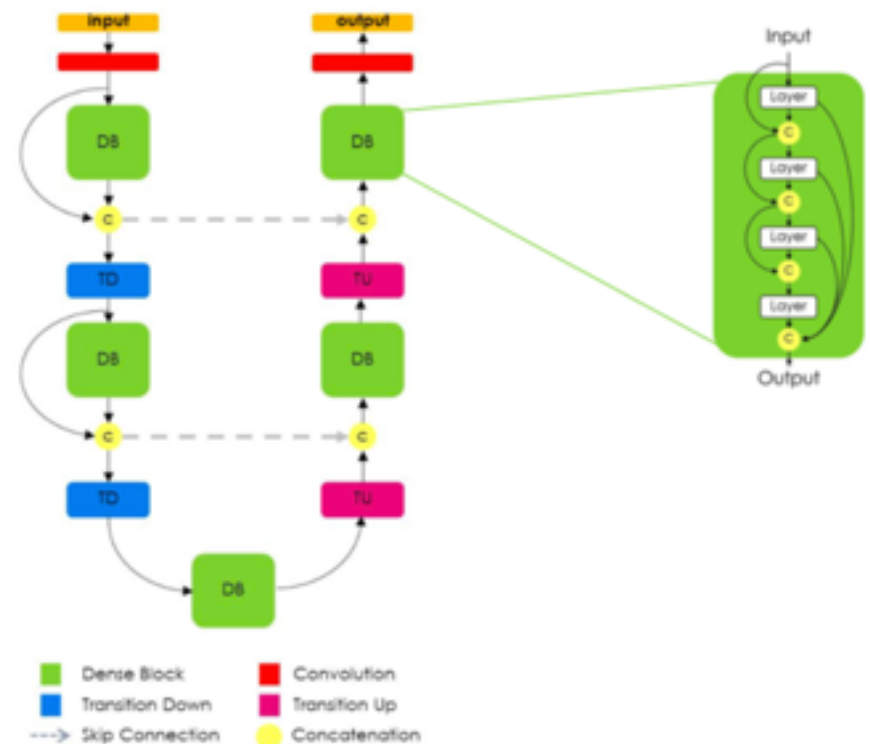 input output
Input
DB DB
Layer
C
C C
Layer
C
TD TU
Layer
C
Layer
DB DB
C
Output
C C
TD TU
DB
Dense Block Convolution
Transition Down Transition Up
Skip Connection Concatenation